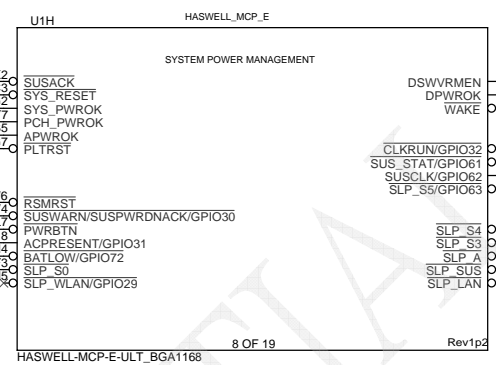 U1H
HASWELL_MCP_E
SYSTEM POWER MANAGEMENT
SUSACK
SYS_RESET
SYS_PWROK
PCH_PWROK
APWROK
PLTRST
RSMRST
SUSWARN/SUSPWRDNACK/GPIO30
PWRBTN
ACPRESENT/GPIO31
BATLOW/GPIO72
SLP_S0
SLP_WLAN/GPIO29
DSWVRMEN
DPWROK
WAKE
CLKRUN/GPIO32
SUS_STAT/GPIO61
SUSCLK/GPIO62
SLP_S5/GPIO63
SLP_S4
SLP_S3
SLP_A
SLP_SUS
SLP_LAN
8 OF 19
Rev1p2
HASWELL-MCP-E-ULT_BGA1168